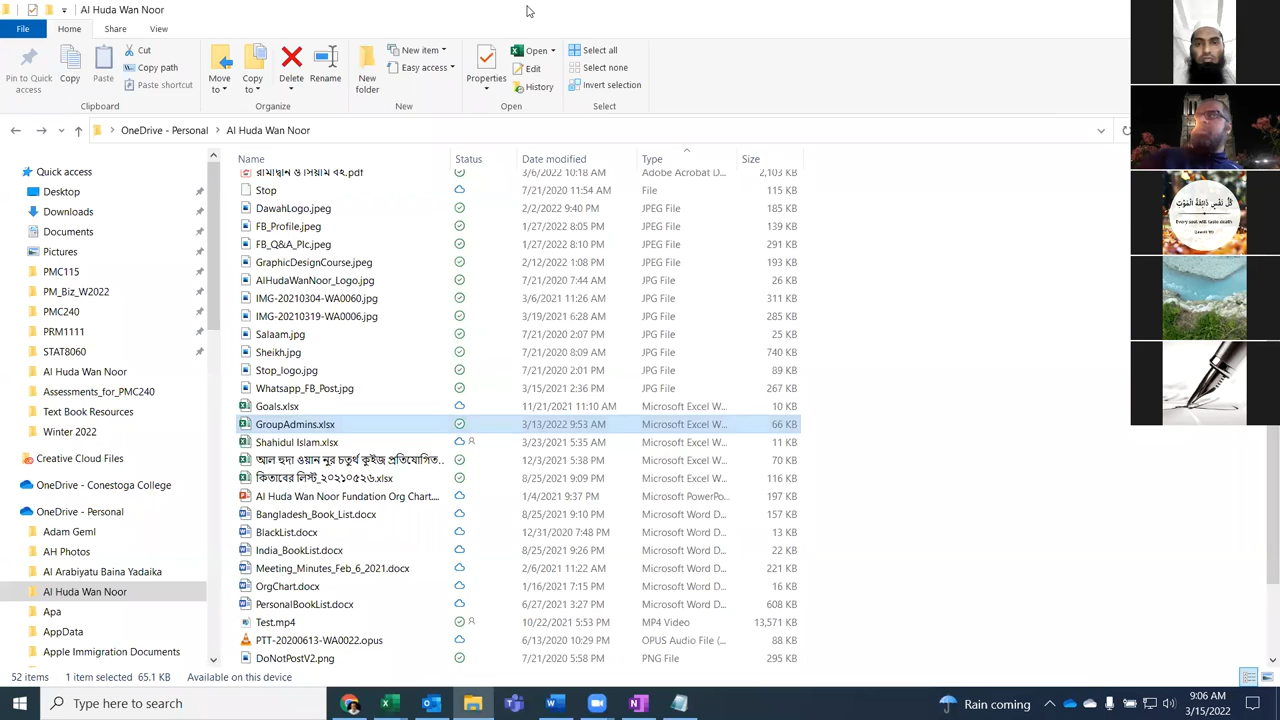 Al Huda Wan Noor
File Home Share View
Pin to Quick access
Copy
Paste
Cut
Copy path
Paste shortcut
Clipboard
Move to
Copy to
Delete
Rename
Organize
New folder
New item
Easy access
New
Properties
Open
Edit
History
Open
Select all
Select none
Invert selection
Select
OneDrive - Personal > Al Huda Wan Noor
Name Status Date modified Type Size
রামাদ্বান ও সিয়াম বই.pdf 3/6/2022 10:18 AM Adobe Acrobat D... 2,103 KB
Stop 7/21/2020 11:54 AM File 115 KB
DawahLogo.jpeg 2/2/2022 9:40 PM JPEG File 185 KB
FB_Profile.jpeg 1/27/2022 8:05 PM JPEG File 139 KB
FB_Q&A_Plc.jpeg 1/27/2022 8:10 PM JPEG File 291 KB
GraphicDesignCourse.jpeg 2/12/2022 1:08 PM JPEG File 193 KB
AlHudaWanNoor_Logo.jpg 7/21/2020 7:44 AM JPG File 26 KB
IMG-20210304-WA0060.jpg 3/6/2021 11:26 AM JPG File 311 KB
IMG-20210319-WA0006.jpg 3/19/2021 6:28 AM JPG File 285 KB
Salaam.jpg 7/21/2020 2:07 PM JPG File 100 KB
Sheikh.jpg 7/21/2020 8:09 AM JPG File 740 KB
Stop_logo.jpg 7/21/2020 2:01 PM JPG File 89 KB
Whatsapp_FB_Post.jpg 3/15/2021 2:36 PM JPG File 267 KB
Goals.xlsx 11/21/2021 11:10 AM Microsoft Excel W... 10 KB
GroupAdmins.xlsx 3/13/2022 9:53 AM Microsoft Excel W... 66 KB
Shahidul Islam.xlsx 3/23/2021 5:35 AM Microsoft Excel W... 11 KB
আল হুদা ওয়ান নুর চতুর্থ কুইজ প্রতিযোগিত... 12/3/2021 5:38 PM Microsoft Excel W... 70 KB
কিতাবের লিস্ট_২০২১০৫২৬.xlsx 8/25/2021 9:09 PM Microsoft Excel W... 116 KB
Al Huda Wan Noor Fundation Org Chart.... 1/4/2021 9:37 PM Microsoft PowerPo... 197 KB
Bangladesh_Book_List.docx 8/25/2021 9:10 PM Microsoft Word D... 157 KB
BlackList.docx 12/31/2020 7:48 PM Microsoft Word D... 13 KB
India_BookList.docx 8/25/2021 9:26 PM Microsoft Word D... 22 KB
Meeting_Minutes_Feb_6_2021.docx 2/6/2021 11:22 AM Microsoft Word D... 221 KB
OrgChart.docx 1/16/2021 7:15 PM Microsoft Word D... 16 KB
PersonalBookList.docx 6/27/2021 3:27 PM Microsoft Word D... 608 KB
Test.mp4 10/22/2021 5:53 PM MP4 Video 13,571 KB
PTT-20200613-WA0022.opus 6/13/2020 10:29 PM OPUS Audio File (... 88 KB
DoNotPostV2.png 7/21/2020 5:58 PM PNG File 295 KB
Quick access
Desktop
Downloads
Documents
Pictures
PMC115
PM_Biz_W2022
PMC240
PRM1111
STAT8060
Al Huda Wan Noor
Assessments_for_PMC240
Text Book Resources
Winter 2022
Creative Cloud Files
OneDrive - Conestoga College
OneDrive - Personal
Adam Geml
AH Photos
Al Arabiyatu Baina Yadaika
Al Huda Wan Noor
Apa
AppData
Apple Immigration Documents
كُلُّ نَفْسٍ ذَائِقَةُ الْمَوْتِ
Every soul will taste death
52 items 1 item selected 65.1 KB Available on this device
Type here to search
Rain coming
9:06 AM
3/15/2022